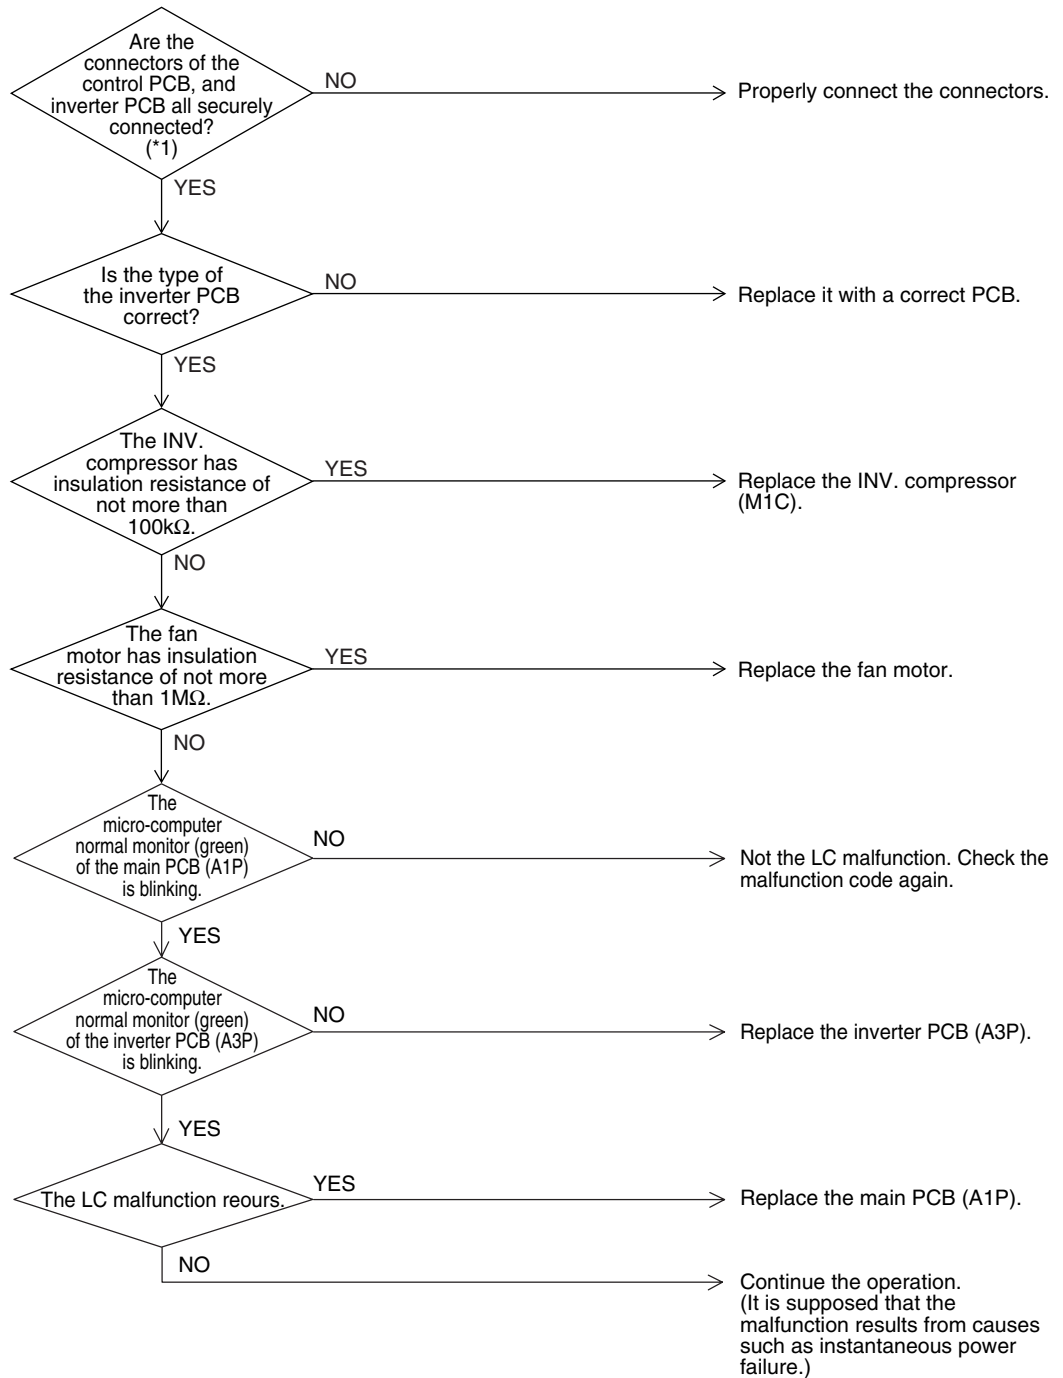 Are the
connectors of the
control PCB, and
inverter PCB all securely
connected?
(*1)
NO
Properly connect the connectors.
YES
Is the type of
the inverter PCB
correct?
NO
Replace it with a correct PCB.
YES
The INV.
compressor has
insulation resistance of
not more than
100kΩ.
YES
Replace the INV. compressor
(M1C).
NO
The fan
motor has insulation
resistance of not more
than 1MΩ.
YES
Replace the fan motor.
NO
The
micro-computer
normal monitor (green)
of the main PCB (A1P)
is blinking.
NO
Not the LC malfunction. Check the
malfunction code again.
YES
The
micro-computer
normal monitor (green)
of the inverter PCB (A3P)
is blinking.
NO
Replace the inverter PCB (A3P).
YES
The LC malfunction reours.
YES
Replace the main PCB (A1P).
NO
Continue the operation.
(It is supposed that the
malfunction results from causes
such as instantaneous power
failure.)